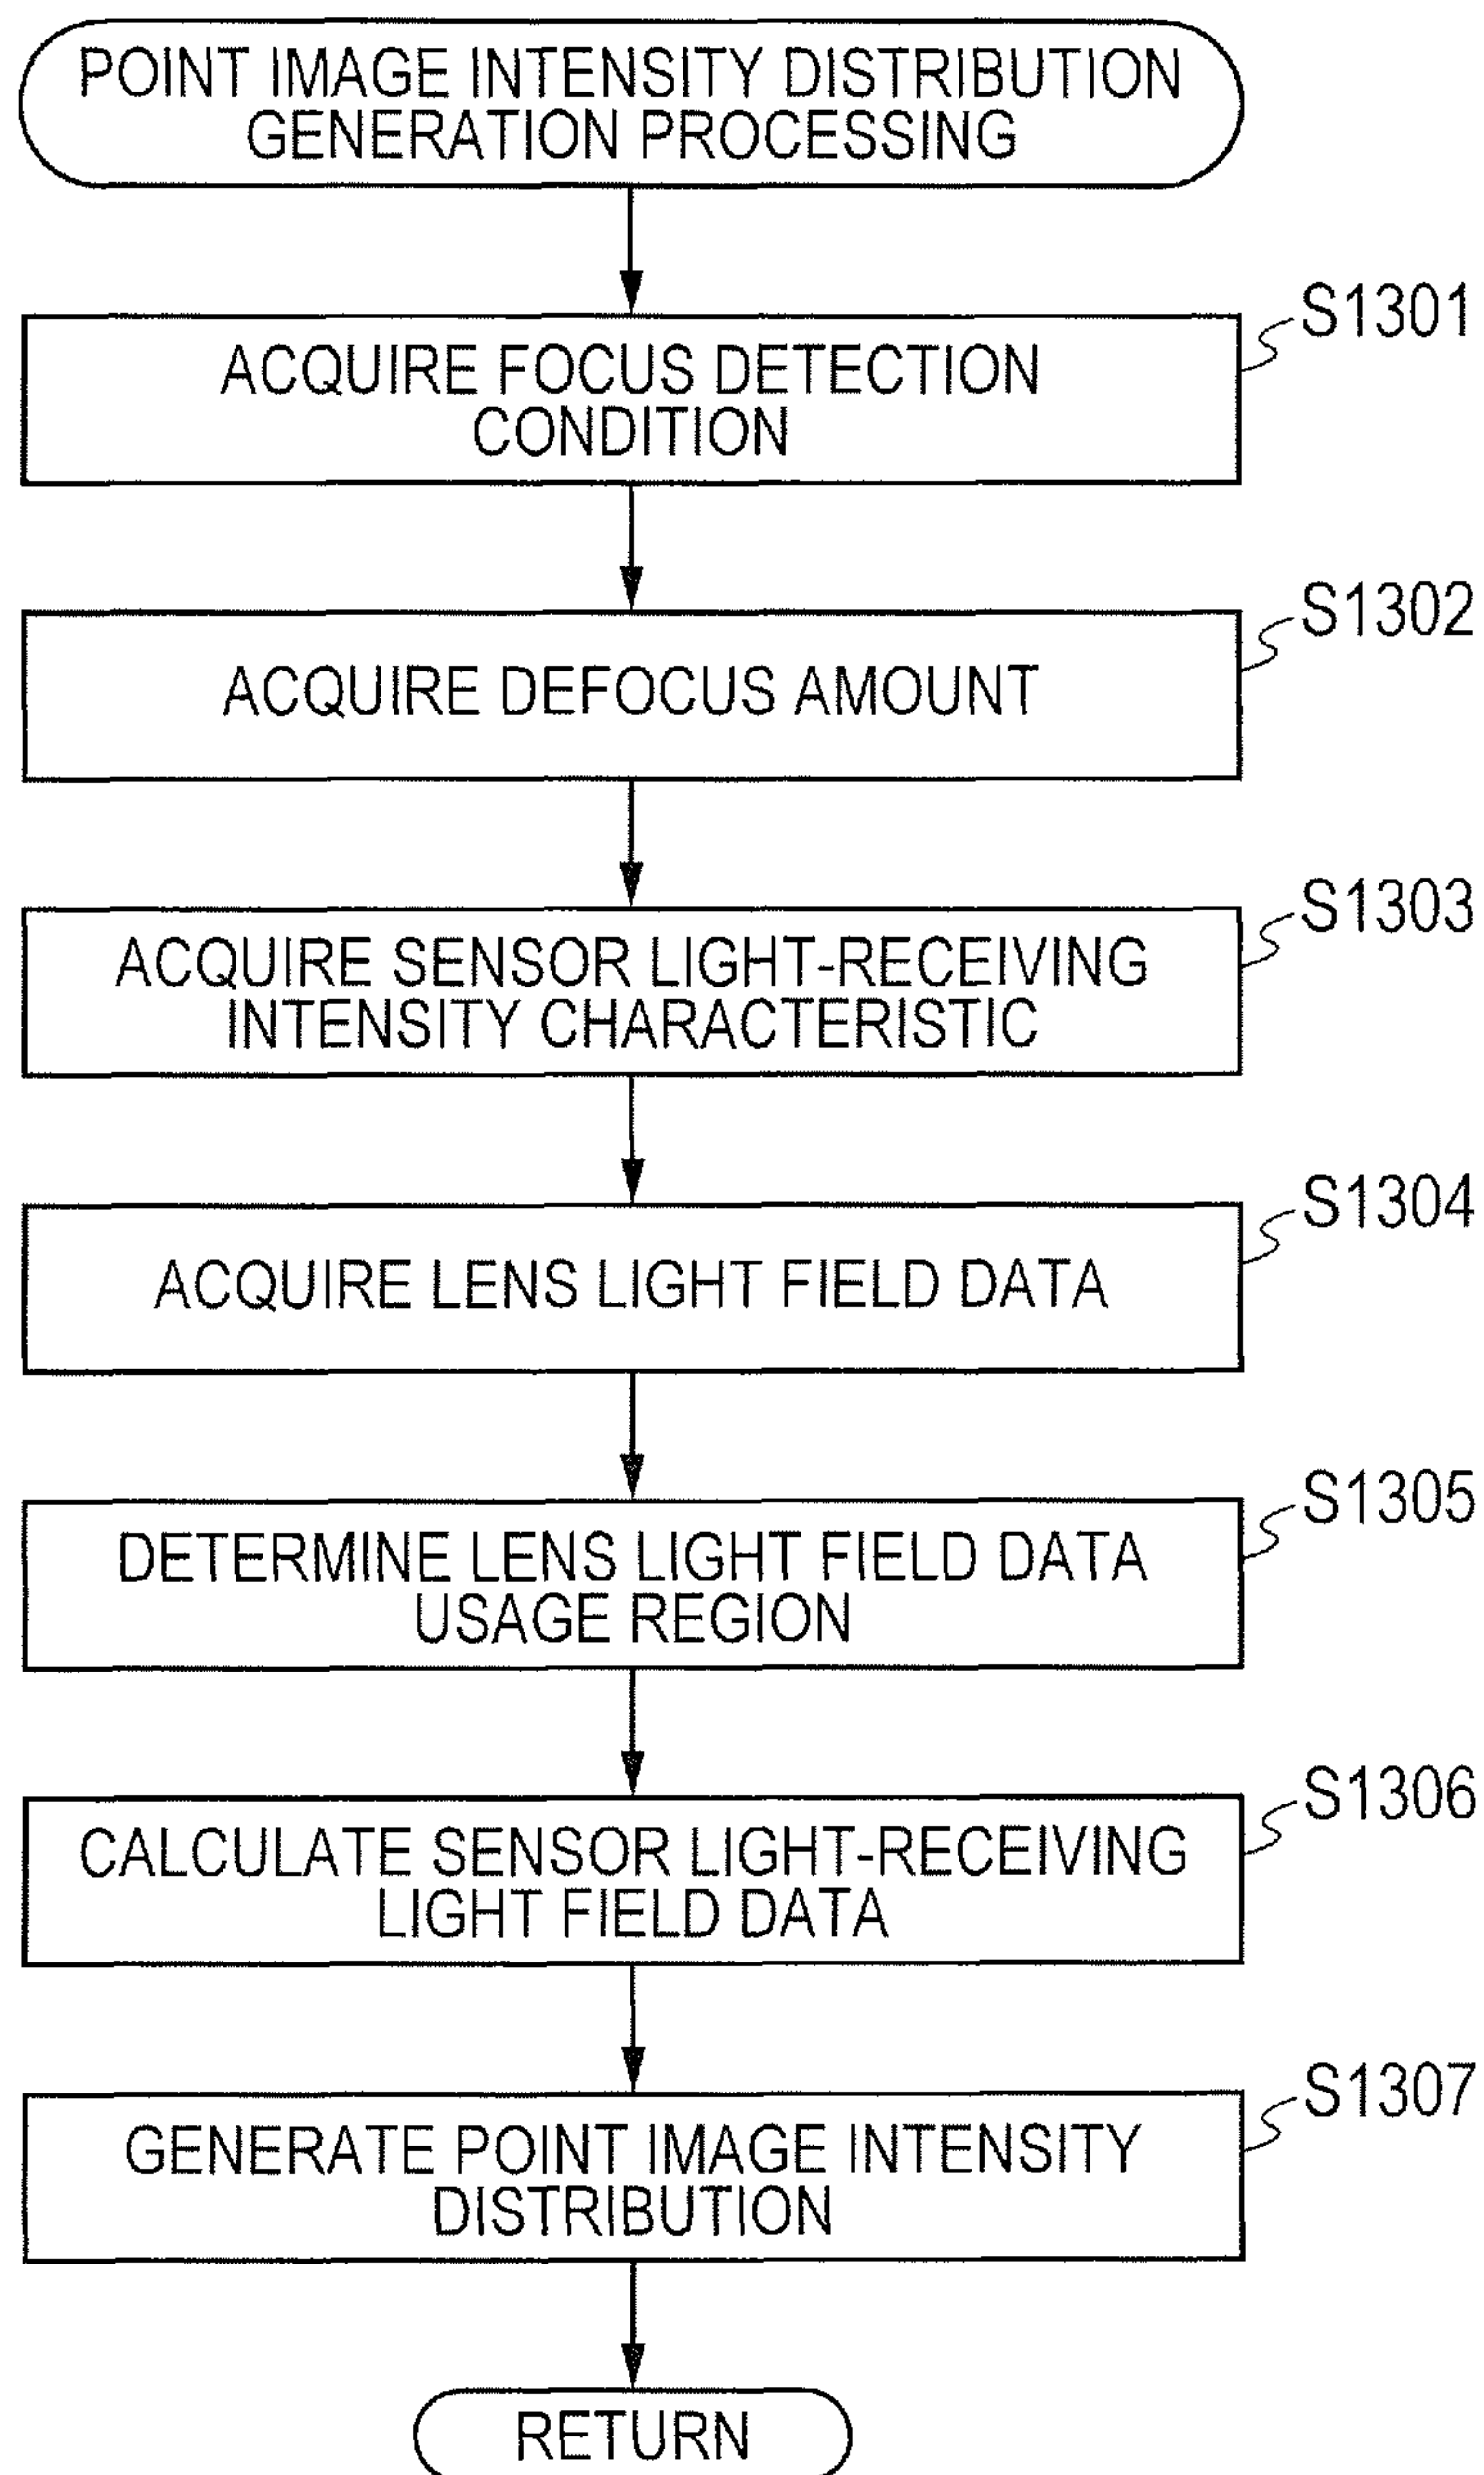 POINT IMAGE INTENSITY DISTRIBUTION
GENERATION PROCESSING
S1301
ACQUIRE FOCUS DETECTION
CONDITION
S1302
ACQUIRE DEFOCUS AMOUNT
S1303
ACQUIRE SENSOR LIGHT-RECEIVING
INTENSITY CHARACTERISTIC
S1304
ACQUIRE LENS LIGHT FIELD DATA
S1305
DETERMINE LENS LIGHT FIELD DATA
USAGE REGION
S1306
CALCULATE SENSOR LIGHT-RECEIVING
LIGHT FIELD DATA
S1307
GENERATE POINT IMAGE INTENSITY
DISTRIBUTION
RETURN